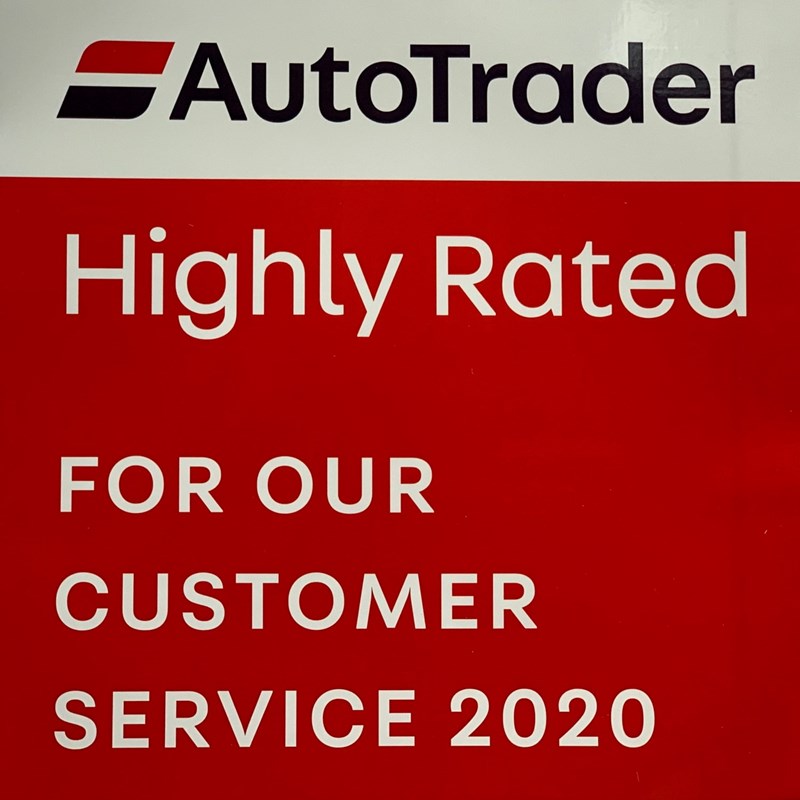 AutoTrader
Highly Rated
FOR OUR
CUSTOMER
SERVICE 2020